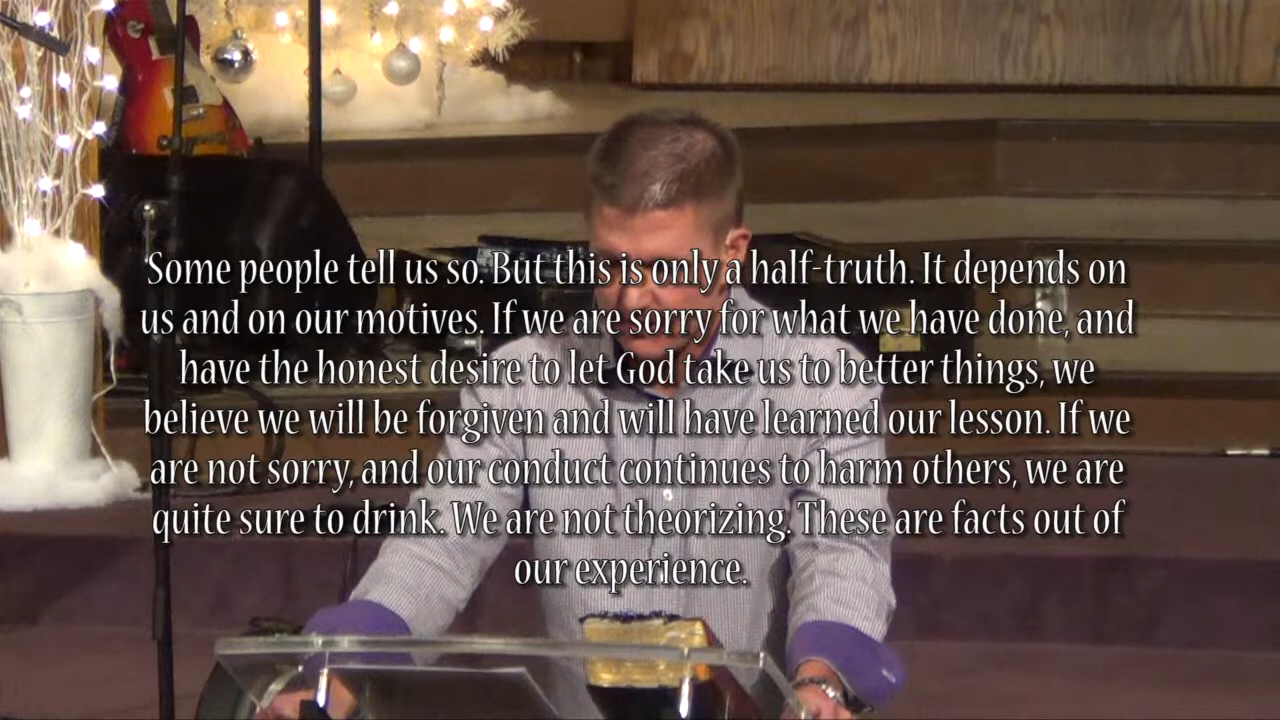 Some people tell us so. But this is only a half-truth. It depends on
us and on our motives. If we are sorry for what we have done, and
have the honest desire to let God take us to better things, we
believe we will be forgiven and will have learned our lesson. If we
are not sorry, and our conduct continues to harm others, we are
quite sure to drink. We are not theorizing. These are facts out of
our experience.